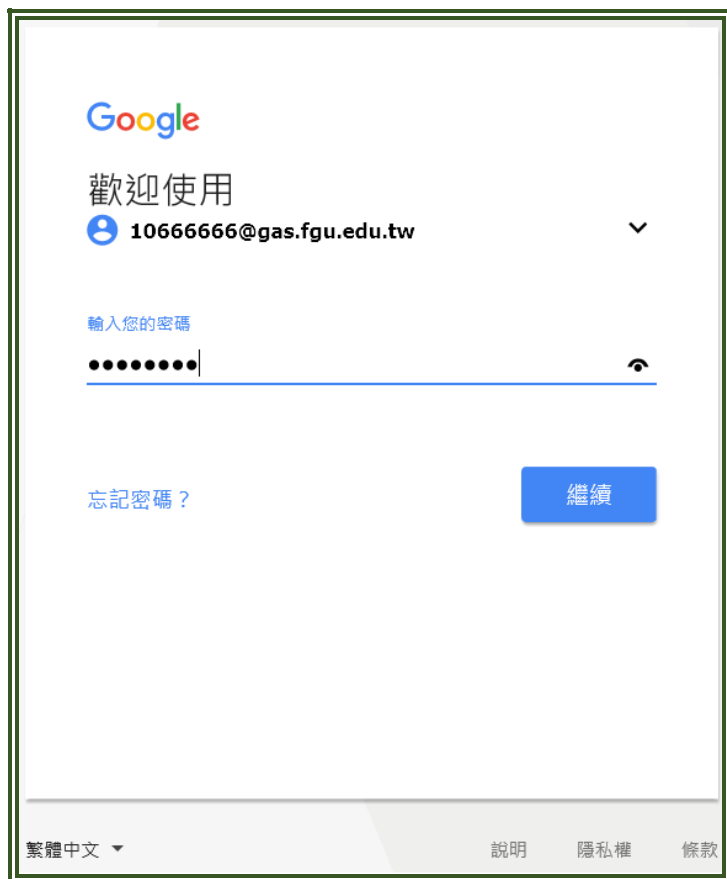 Google
歡迎使用
10666666@gas.fgu.edu.tw
輸入您的密碼
••••••••
忘記密碼？
繼續
繁體中文 說明 隱私權 條款